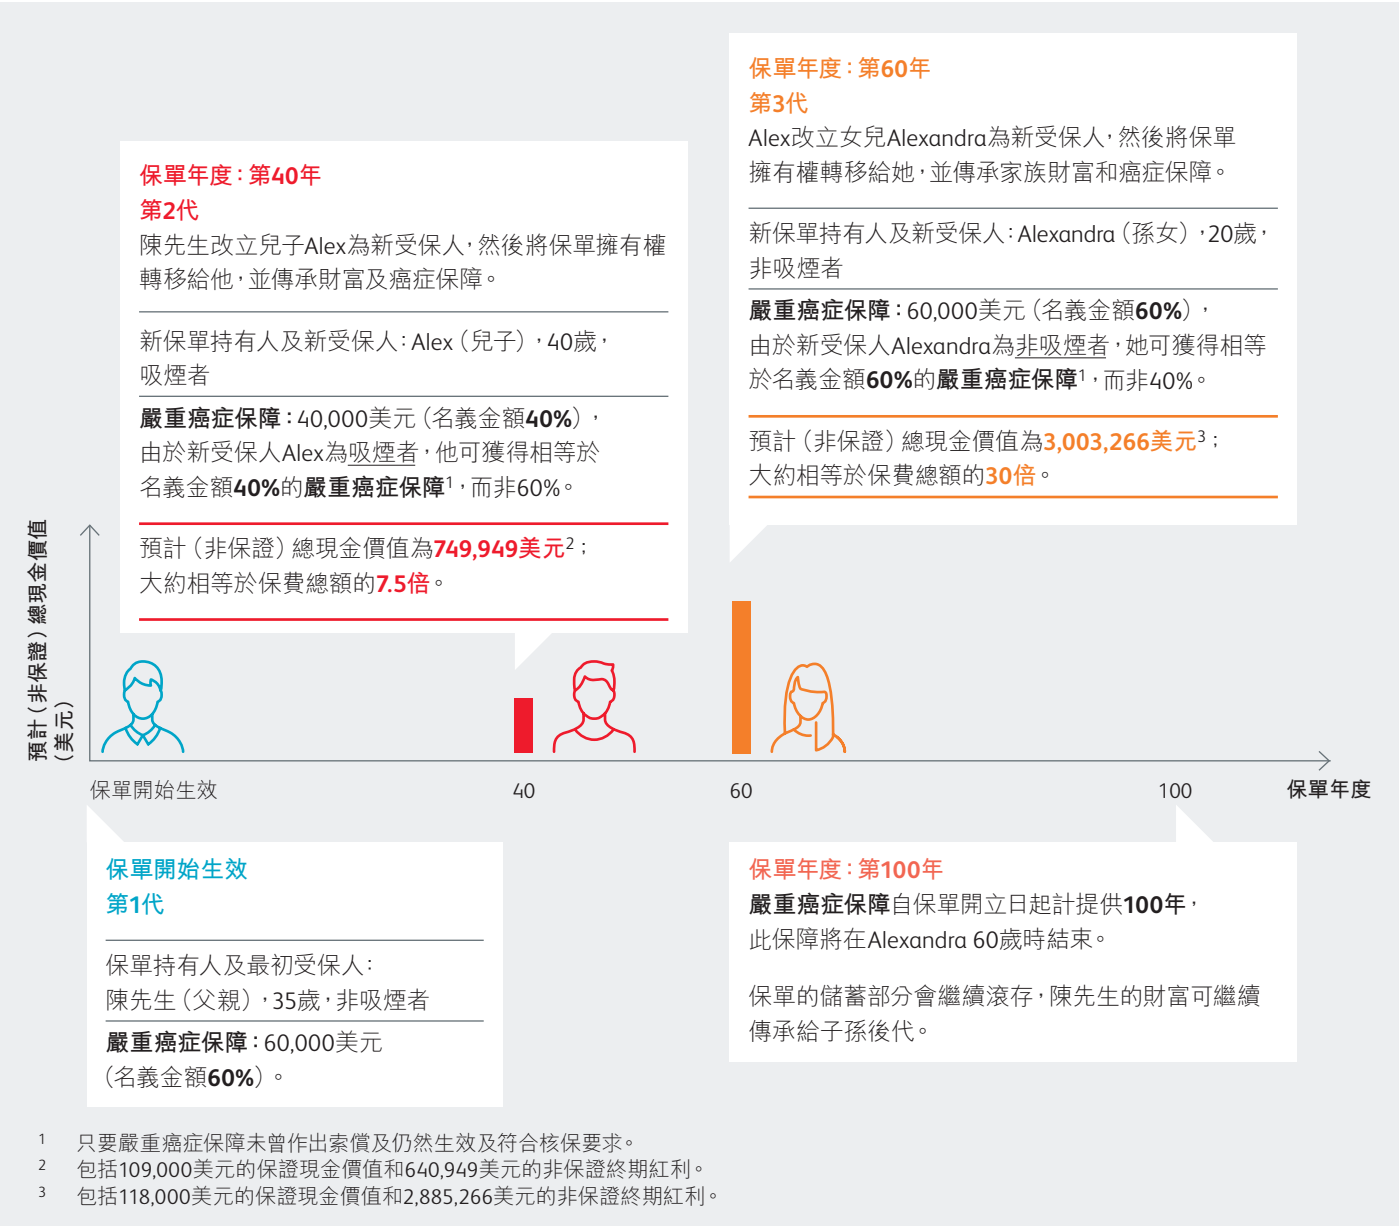 保單年度：第60年
第3代
Alex改立女兒Alexandra為新受保人，然後將保單
擁有權轉移給她，並傳承家族財富和癌症保障。
新保單持有人及新受保人：Alexandra（孫女），20歲，
非吸煙者
嚴重癌症保障：60,000美元（名義金額60%），
由於新受保人Alexandra為非吸煙者，她可獲得相等
於名義金額60%的嚴重癌症保障1，而非40%。
預計（非保證）總現金價值為3,003,266美元3；
大約相等於保費總額的30倍。
保單年度：第40年
第2代
陳先生改立兒子Alex為新受保人，然後將保單擁有權
轉移給他，並傳承財富及癌症保障。
新保單持有人及新受保人：Alex（兒子），40歲，
吸煙者
嚴重癌症保障：40,000美元（名義金額40%），
由於新受保人Alex為吸煙者，他可獲得相等於
名義金額40%的嚴重癌症保障1，而非60%。
預計（非保證）總現金價值為749,949美元2；
大約相等於保費總額的7.5倍。
預計（非保證）總現金價值
（美元）
保單開始生效 40 60 100 保單年度
保單開始生效
第1代
保單持有人及最初受保人：
陳先生（父親），35歲，非吸煙者
嚴重癌症保障：60,000美元
（名義金額60%）。
保單年度：第100年
嚴重癌症保障自保單開立日起計提供100年，
此保障將在Alexandra 60歲時結束。
保單的儲蓄部分會繼續滾存，陳先生的財富可繼續
傳承給子孫後代。
1 只要嚴重癌症保障未曾作出索償及仍然生效及符合核保要求。
2 包括109,000美元的保證現金價值和640,949美元的非保證終期紅利。
3 包括118,000美元的保證現金價值和2,885,266美元的非保證終期紅利。